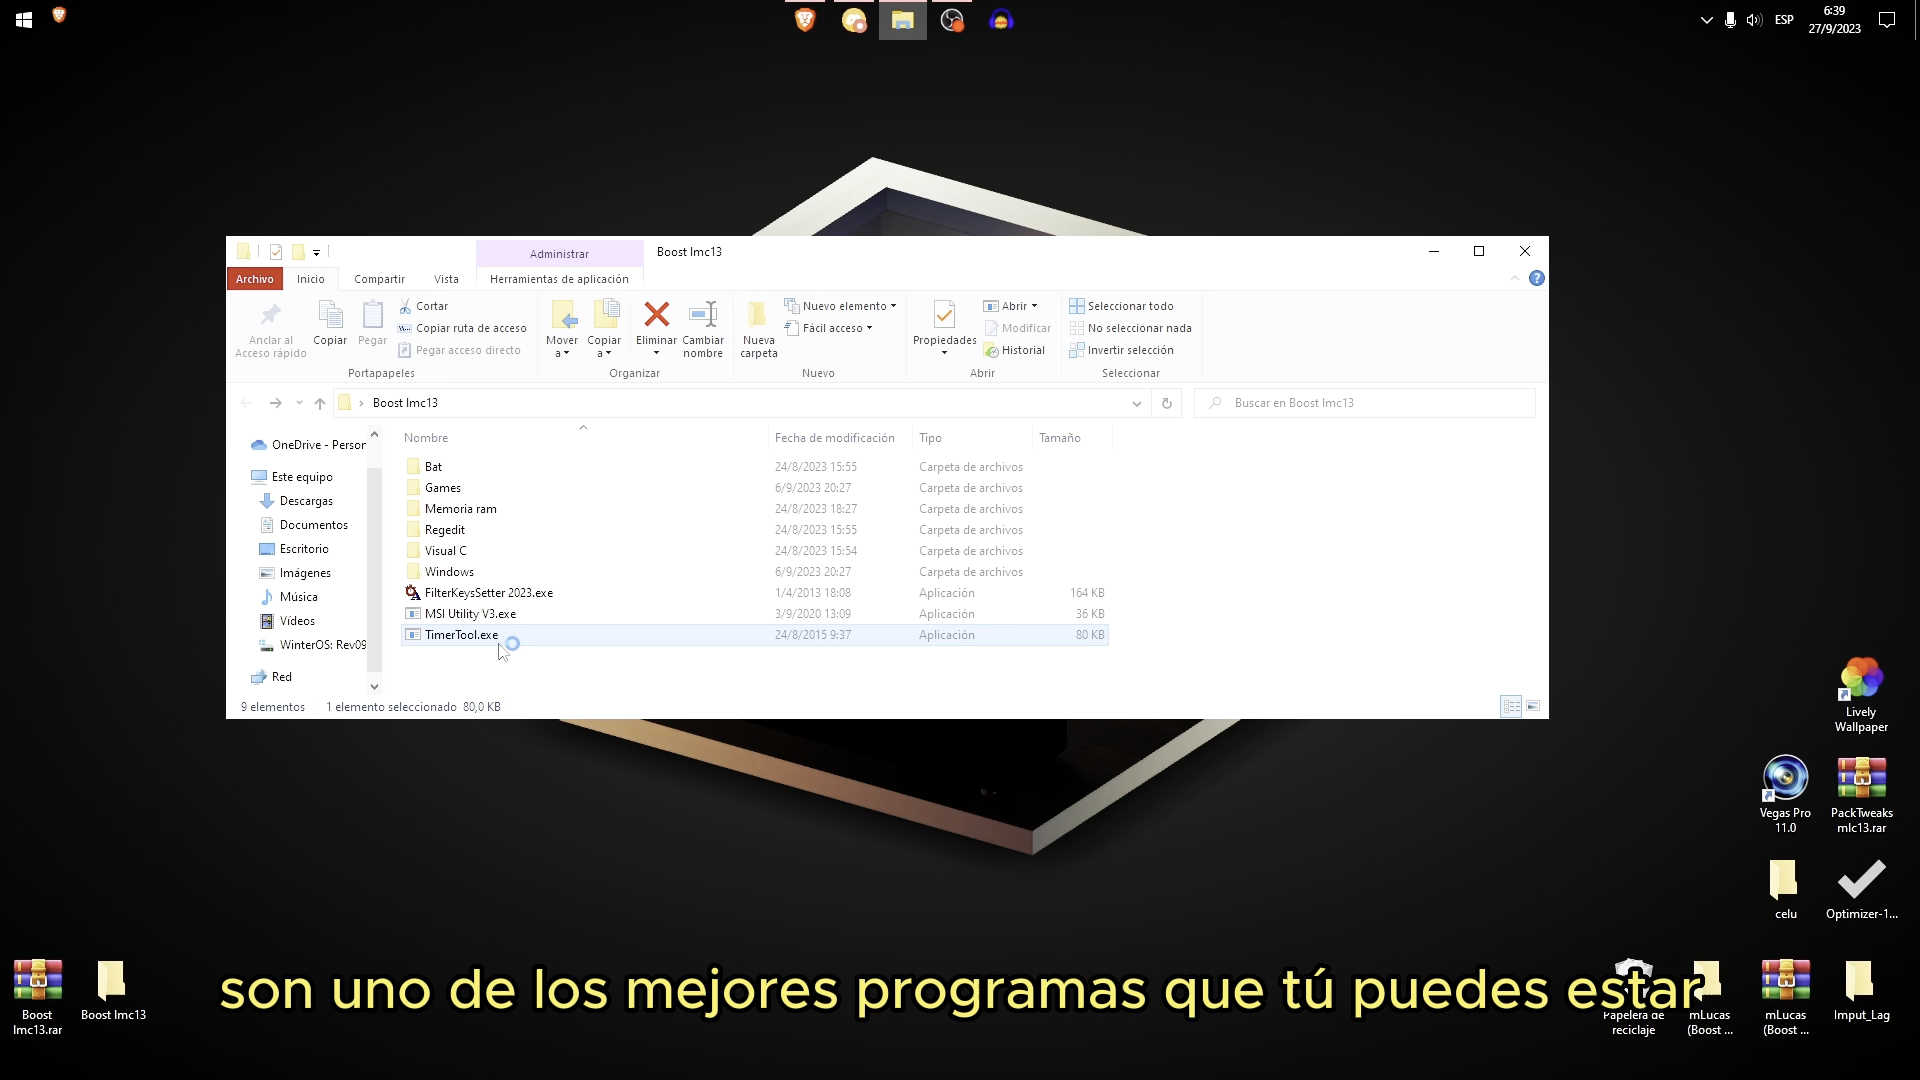 ESP
6:39
27/9/2023
Administrar
Boost lmc13
Archivo
Inicio
Compartir
Vista
Herramientas de aplicación
Anclar al
Acceso rápido
Copiar
Pegar
Cortar
Copiar ruta de acceso
Pegar acceso directo
Portapapeles
Mover
a
Copiar
a
Eliminar
Cambiar
nombre
Organizar
Nueva
carpeta
Nuevo elemento
Fácil acceso
Nuevo
Propiedades
Abrir
Modificar
Historial
Abrir
Seleccionar todo
No seleccionar nada
Invertir selección
Seleccionar
Boost lmc13
Buscar en Boost lmc13
OneDrive - Person
Este equipo
Descargas
Documentos
Escritorio
Imágenes
Música
Vídeos
WinterOS: Rev09
Red
Nombre Fecha de modificación Tipo Tamaño
Bat 24/8/2023 15:55 Carpeta de archivos
Games 6/9/2023 20:27 Carpeta de archivos
Memoria ram 24/8/2023 18:27 Carpeta de archivos
Regedit 24/8/2023 15:55 Carpeta de archivos
Visual C 24/8/2023 15:54 Carpeta de archivos
Windows 6/9/2023 20:27 Carpeta de archivos
FilterKeysSetter 2023.exe 1/4/2013 18:08 Aplicación 164 KB
MSI Utility V3.exe 3/9/2020 13:09 Aplicación 36 KB
TimerTool.exe 24/8/2015 9:37 Aplicación 80 KB
9 elementos 1 elemento seleccionado 80,0 KB
Lively
Wallpaper
Vegas Pro
11.0
PackTweaks
mlc13.rar
celu
Optimizer-1...
Boost
lmc13.rar
Boost lmc13
son uno de los mejores programas que tú puedes estar
Papelera de
reciclaje
mLucas
(Boost ...
mLucas
(Boost ...
Imput_Lag